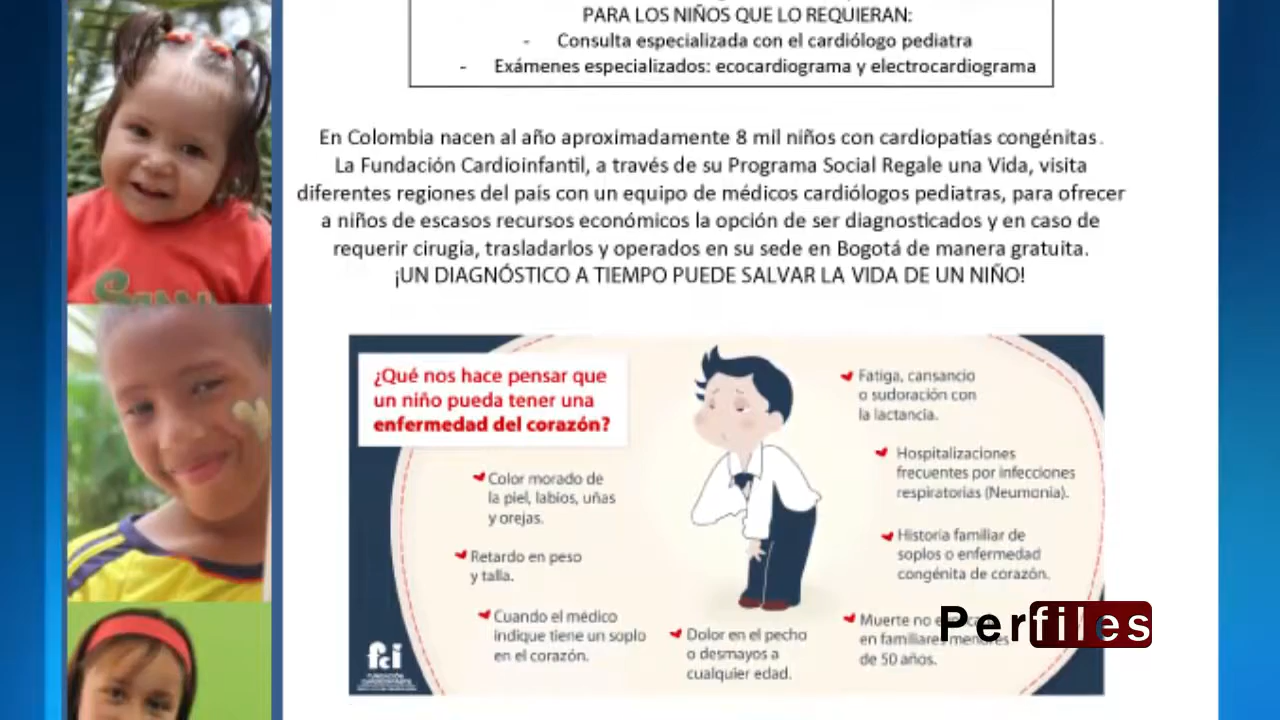 PARA LOS NIÑOS QUE LO REQUIERAN:
- Consulta especializada con el cardiólogo pediatra
- Exámenes especializados: ecocardiograma y electrocardiograma
En Colombia nacen al año aproximadamente 8 mil niños con cardiopatías congénitas.
La Fundación Cardioinfantil, a través de su Programa Social Regale una Vida, visita
diferentes regiones del país con un equipo de médicos cardiólogos pediatras, para ofrecer
a niños de escasos recursos económicos la opción de ser diagnosticados y en caso de
requerir cirugía, trasladarlos y operados en su sede en Bogotá de manera gratuita.
¡UN DIAGNÓSTICO A TIEMPO PUEDE SALVAR LA VIDA DE UN NIÑO!
¿Qué nos hace pensar que
un niño pueda tener una
enfermedad del corazón?
Color morado de
la piel, labios, uñas
y orejas.
Retardo en peso
y talla.
Cuando el médico
indique tiene un soplo
en el corazón.
Dolor en el pecho
o desmayos a
cualquier edad.
Fatiga, cansancio
o sudoración con
la lactancia.
Hospitalizaciones
frecuentes por infecciones
respiratorias (Neumonía).
Historia familiar de
soplos o enfermedad
congénita de corazón.
Muerte no
en familiares menores
de 50 años.
fci
FUNDACIÓN
CARDIOINFANTIL
Perfiles